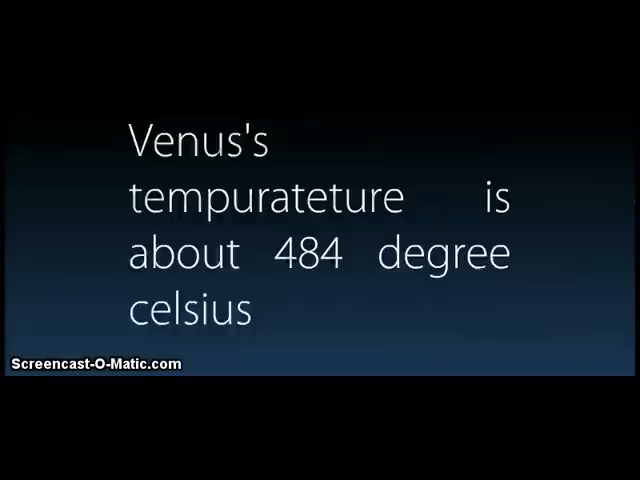 Venus's
tempurateture is
about 484 degree
celsius
Screencast-O-Matic.com